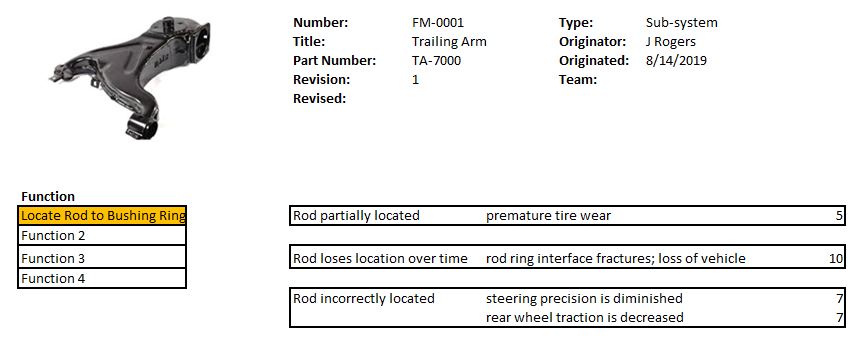 Number: FM-0001 Type: Sub-system
Title: Trailing Arm Originator: J Rogers
Part Number: TA-7000 Originated: 8/14/2019
Revision: 1 Team:
Revised:
Function
Locate Rod to Bushing Ring Rod partially located premature tire wear 5
Function 2
Function 3 Rod loses location over time rod ring interface fractures; loss of vehicle 10
Function 4
Rod incorrectly located steering precision is diminished 7
rear wheel traction is decreased 7